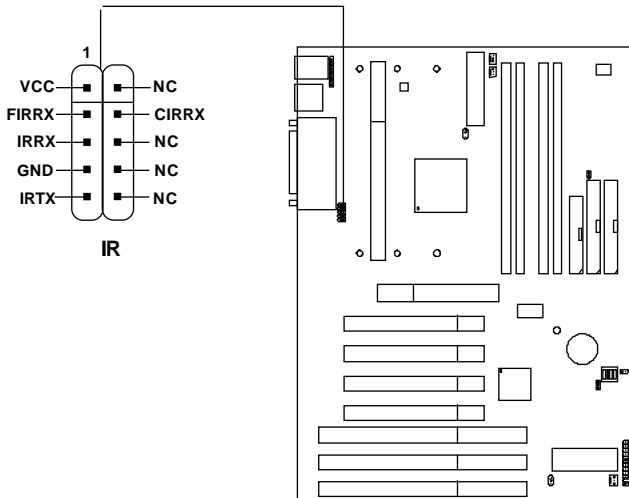 1
VCC NC
FIRRX CIRRX
IRRX NC
GND NC
IRTX NC
IR